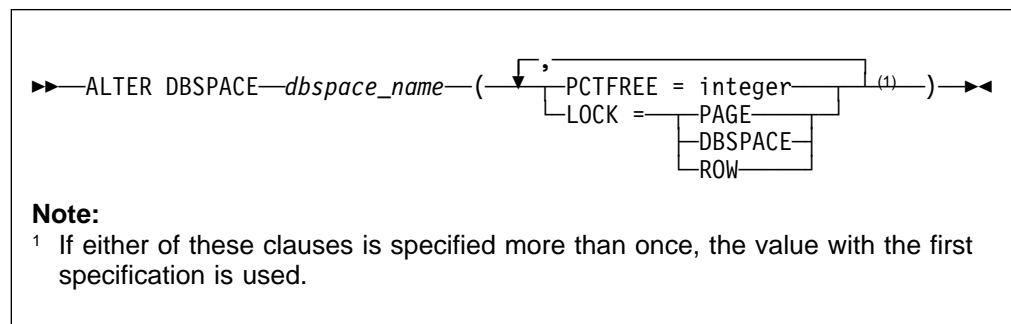 ,
ALTER DBSPACE dbspace_name ( PCTFREE = integer (1) )
LOCK = PAGE
DBSPACE
ROW
Note:
1 If either of these clauses is specified more than once, the value with the first
specification is used.